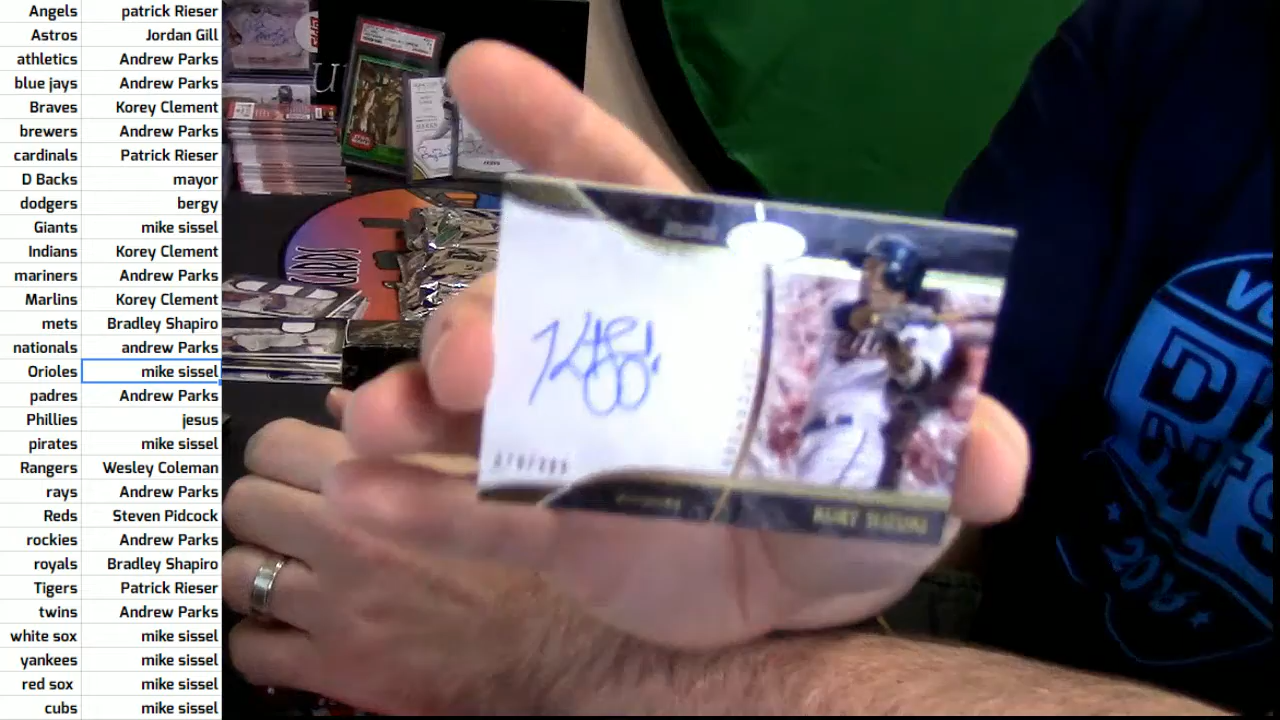 Angels patrick Rieser
Astros Jordan Gill
athletics Andrew Parks
blue jays Andrew Parks
Braves Korey Clement
brewers Andrew Parks
cardinals Patrick Rieser
D Backs mayor
dodgers bergy
Giants mike sissel
Indians Korey Clement
mariners Andrew Parks
Marlins Korey Clement
mets Bradley Shapiro
nationals andrew Parks
Orioles mike sissel
padres Andrew Parks
Phillies jesus
pirates mike sissel
Rangers Wesley Coleman
rays Andrew Parks
Reds Steven Pidcock
rockies Andrew Parks
royals Bradley Shapiro
Tigers Patrick Rieser
twins Andrew Parks
white sox mike sissel
yankees mike sissel
red sox mike sissel
cubs mike sissel
CARDS
KURT SUZUKI